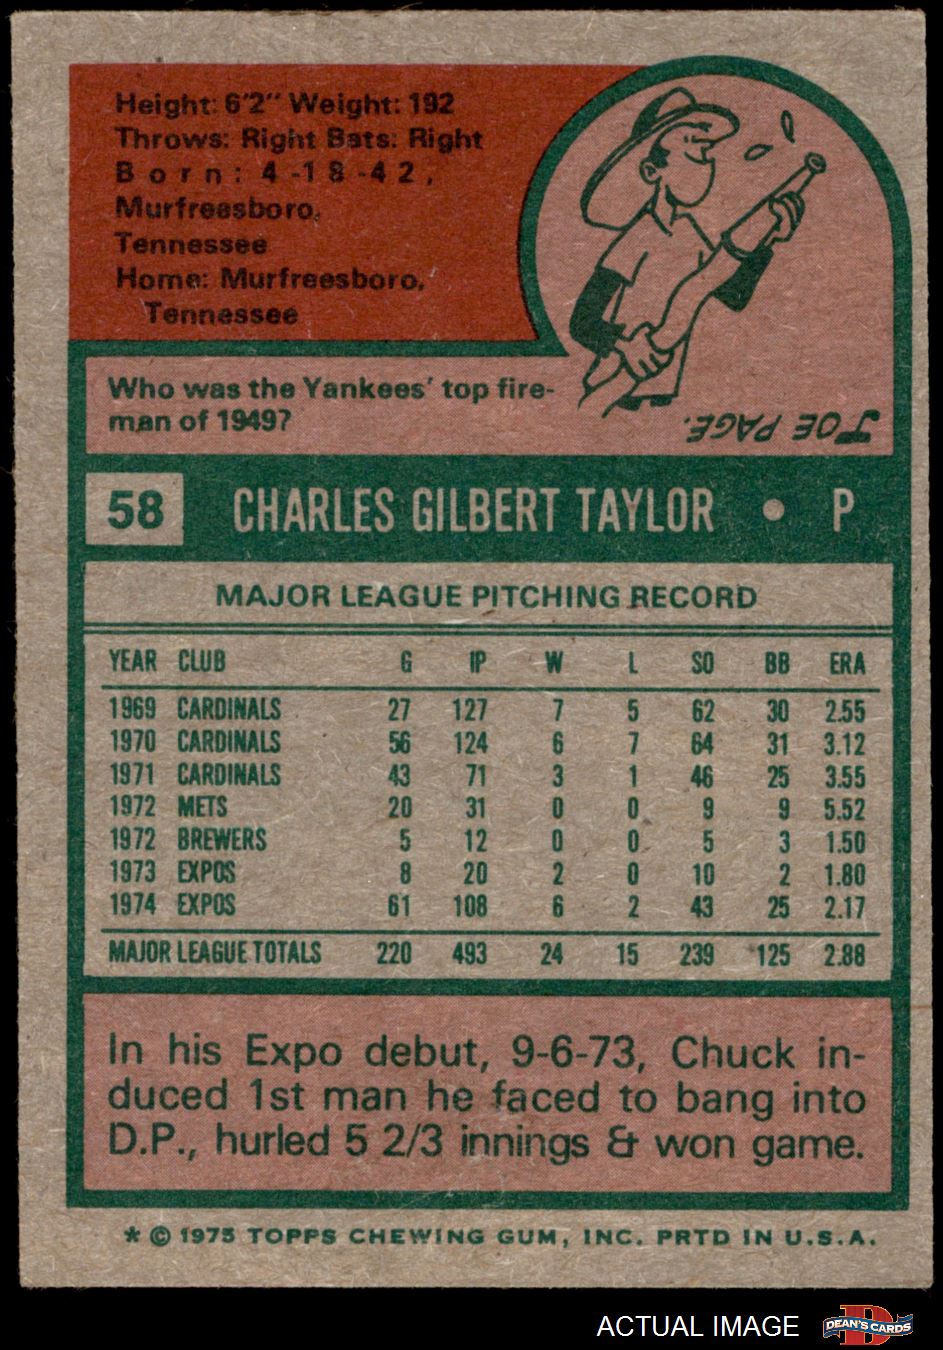 Height: 6'2" Weight: 192
Throws: Right Bats: Right
Born: 4-18-42,
Murfreesboro,
Tennessee
Home: Murfreesboro,
Tennessee
Who was the Yankees' top fire-
man of 1949?
JOE PAGE.
58 CHARLES GILBERT TAYLOR • P
MAJOR LEAGUE PITCHING RECORD
YEAR CLUB G IP W L SO BB ERA
1969 CARDINALS 27 127 7 5 62 30 2.55
1970 CARDINALS 56 124 6 7 64 31 3.12
1971 CARDINALS 43 71 3 1 46 25 3.55
1972 METS 20 31 0 0 9 9 5.52
1972 BREWERS 5 12 0 0 5 3 1.50
1973 EXPOS 8 20 2 0 10 2 1.80
1974 EXPOS 61 108 6 2 43 25 2.17
MAJOR LEAGUE TOTALS 220 493 24 15 239 125 2.88
In his Expo debut, 9-6-73, Chuck in-
duced 1st man he faced to bang into
D.P., hurled 5 2/3 innings & won game.
* © 1975 TOPPS CHEWING GUM, INC. PRTD IN U.S.A.
ACTUAL IMAGE DEAN'S CARDS